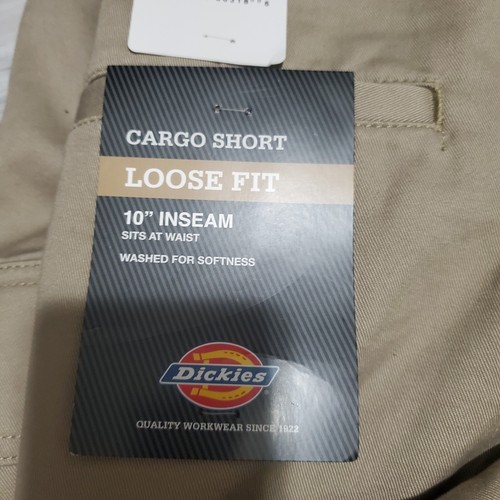 CARGO SHORT
LOOSE FIT
10” INSEAM
SITS AT WAIST
WASHED FOR SOFTNESS
Dickies
QUALITY WORKWEAR SINCE 1922